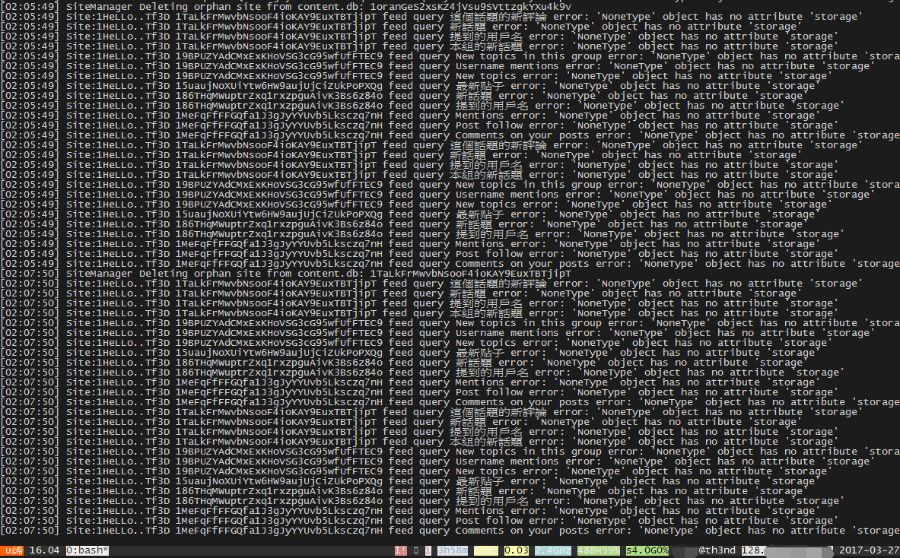 [02:05:49] SiteManager Deleting orphan site from content.db: 1oranGeS2xsKZ4jVsu9SVttzgkYXu4k9v
[02:05:49] Site:1HeLLo..Tf3D 1TaLkFrMwvbNsooF4ioKAY9EuxTBTjipT feed query 這個話題的新評論 error: 'NoneType' object has no attribute 'storage'
[02:05:49] Site:1HeLLo..Tf3D 1TaLkFrMwvbNsooF4ioKAY9EuxTBTjipT feed query 新話題 error: 'NoneType' object has no attribute 'storage'
[02:05:49] Site:1HeLLo..Tf3D 1TaLkFrMwvbNsooF4ioKAY9EuxTBTjipT feed query 提到的用戶名 error: 'NoneType' object has no attribute 'storage'
[02:05:49] Site:1HeLLo..Tf3D 1TaLkFrMwvbNsooF4ioKAY9EuxTBTjipT feed query 本組的新話題 error: 'NoneType' object has no attribute 'storage'
[02:05:49] Site:1HeLLo..Tf3D 19BPUZYAdCMxExKHoVSG3cG95wfUfFTEC9 feed query New topics in this group error: 'NoneType' object has no attribute 'storage'
[02:05:49] Site:1HeLLo..Tf3D 19BPUZYAdCMxExKHoVSG3cG95wfUfFTEC9 feed query Username mentions error: 'NoneType' object has no attribute 'storage'
[02:05:49] Site:1HeLLo..Tf3D 19BPUZYAdCMxExKHoVSG3cG95wfUfFTEC9 feed query New topics error: 'NoneType' object has no attribute 'storage'
[02:05:49] Site:1HeLLo..Tf3D 15uaujNoXUiYtw6HW9aujUjCiZUkPoPXQg feed query 最新貼子 error: 'NoneType' object has no attribute 'storage'
[02:05:49] Site:1HeLLo..Tf3D 186THqMWuptrZxq1rxzpguAivK3Bs6z84o feed query 新話題 error: 'NoneType' object has no attribute 'storage'
[02:05:49] Site:1HeLLo..Tf3D 186THqMWuptrZxq1rxzpguAivK3Bs6z84o feed query 提到的用戶名 error: 'NoneType' object has no attribute 'storage'
[02:05:49] Site:1HeLLo..Tf3D 1MeFqFfFFGQfa1J3gJyYYUvb5Lksczq7nH feed query Mentions error: 'NoneType' object has no attribute 'storage'
[02:05:49] Site:1HeLLo..Tf3D 1MeFqFfFFGQfa1J3gJyYYUvb5Lksczq7nH feed query Post follow error: 'NoneType' object has no attribute 'storage'
[02:05:49] Site:1HeLLo..Tf3D 1MeFqFfFFGQfa1J3gJyYYUvb5Lksczq7nH feed query Comments on your posts error: 'NoneType' object has no attribute 'storage'
[02:05:49] Site:1HeLLo..Tf3D 1TaLkFrMwvbNsooF4ioKAY9EuxTBTjipT feed query 這個話題的新評論 error: 'NoneType' object has no attribute 'storage'
[02:05:49] Site:1HeLLo..Tf3D 1TaLkFrMwvbNsooF4ioKAY9EuxTBTjipT feed query 新話題 error: 'NoneType' object has no attribute 'storage'
[02:05:49] Site:1HeLLo..Tf3D 1TaLkFrMwvbNsooF4ioKAY9EuxTBTjipT feed query 提到的用戶名 error: 'NoneType' object has no attribute 'storage'
[02:05:49] Site:1HeLLo..Tf3D 1TaLkFrMwvbNsooF4ioKAY9EuxTBTjipT feed query 本組的新話題 error: 'NoneType' object has no attribute 'storage'
[02:05:49] Site:1HeLLo..Tf3D 19BPUZYAdCMxExKHoVSG3cG95wfUfFTEC9 feed query New topics in this group error: 'NoneType' object has no attribute 'storage'
[02:05:49] Site:1HeLLo..Tf3D 19BPUZYAdCMxExKHoVSG3cG95wfUfFTEC9 feed query Username mentions error: 'NoneType' object has no attribute 'storage'
[02:05:49] Site:1HeLLo..Tf3D 19BPUZYAdCMxExKHoVSG3cG95wfUfFTEC9 feed query New topics error: 'NoneType' object has no attribute 'storage'
[02:05:49] Site:1HeLLo..Tf3D 15uaujNoXUiYtw6HW9aujUjCiZUkPoPXQg feed query 最新貼子 error: 'NoneType' object has no attribute 'storage'
[02:05:49] Site:1HeLLo..Tf3D 186THqMWuptrZxq1rxzpguAivK3Bs6z84o feed query 新話題 error: 'NoneType' object has no attribute 'storage'
[02:05:49] Site:1HeLLo..Tf3D 186THqMWuptrZxq1rxzpguAivK3Bs6z84o feed query 提到的用戶名 error: 'NoneType' object has no attribute 'storage'
[02:05:49] Site:1HeLLo..Tf3D 1MeFqFfFFGQfa1J3gJyYYUvb5Lksczq7nH feed query Mentions error: 'NoneType' object has no attribute 'storage'
[02:05:49] Site:1HeLLo..Tf3D 1MeFqFfFFGQfa1J3gJyYYUvb5Lksczq7nH feed query Post follow error: 'NoneType' object has no attribute 'storage'
[02:05:49] Site:1HeLLo..Tf3D 1MeFqFfFFGQfa1J3gJyYYUvb5Lksczq7nH feed query Comments on your posts error: 'NoneType' object has no attribute 'storage'
[02:07:50] SiteManager Deleting orphan site from content.db: 1TaLkFrMwvbNsooF4ioKAY9EuxTBTjipT
[02:07:50] Site:1HeLLo..Tf3D 1TaLkFrMwvbNsooF4ioKAY9EuxTBTjipT feed query 這個話題的新評論 error: 'NoneType' object has no attribute 'storage'
[02:07:50] Site:1HeLLo..Tf3D 1TaLkFrMwvbNsooF4ioKAY9EuxTBTjipT feed query 新話題 error: 'NoneType' object has no attribute 'storage'
[02:07:50] Site:1HeLLo..Tf3D 1TaLkFrMwvbNsooF4ioKAY9EuxTBTjipT feed query 提到的用戶名 error: 'NoneType' object has no attribute 'storage'
[02:07:50] Site:1HeLLo..Tf3D 1TaLkFrMwvbNsooF4ioKAY9EuxTBTjipT feed query 本組的新話題 error: 'NoneType' object has no attribute 'storage'
[02:07:50] Site:1HeLLo..Tf3D 19BPUZYAdCMxExKHoVSG3cG95wfUfFTEC9 feed query New topics in this group error: 'NoneType' object has no attribute 'storage'
[02:07:50] Site:1HeLLo..Tf3D 19BPUZYAdCMxExKHoVSG3cG95wfUfFTEC9 feed query Username mentions error: 'NoneType' object has no attribute 'storage'
[02:07:50] Site:1HeLLo..Tf3D 19BPUZYAdCMxExKHoVSG3cG95wfUfFTEC9 feed query New topics error: 'NoneType' object has no attribute 'storage'
[02:07:50] Site:1HeLLo..Tf3D 15uaujNoXUiYtw6HW9aujUjCiZUkPoPXQg feed query 最新貼子 error: 'NoneType' object has no attribute 'storage'
[02:07:50] Site:1HeLLo..Tf3D 186THqMWuptrZxq1rxzpguAivK3Bs6z84o feed query 新話題 error: 'NoneType' object has no attribute 'storage'
[02:07:50] Site:1HeLLo..Tf3D 186THqMWuptrZxq1rxzpguAivK3Bs6z84o feed query 提到的用戶名 error: 'NoneType' object has no attribute 'storage'
[02:07:50] Site:1HeLLo..Tf3D 1MeFqFfFFGQfa1J3gJyYYUvb5Lksczq7nH feed query Mentions error: 'NoneType' object has no attribute 'storage'
[02:07:50] Site:1HeLLo..Tf3D 1MeFqFfFFGQfa1J3gJyYYUvb5Lksczq7nH feed query Post follow error: 'NoneType' object has no attribute 'storage'
[02:07:50] Site:1HeLLo..Tf3D 1MeFqFfFFGQfa1J3gJyYYUvb5Lksczq7nH feed query Comments on your posts error: 'NoneType' object has no attribute 'storage'
[02:07:50] Site:1HeLLo..Tf3D 1TaLkFrMwvbNsooF4ioKAY9EuxTBTjipT feed query 這個話題的新評論 error: 'NoneType' object has no attribute 'storage'
[02:07:50] Site:1HeLLo..Tf3D 1TaLkFrMwvbNsooF4ioKAY9EuxTBTjipT feed query 新話題 error: 'NoneType' object has no attribute 'storage'
[02:07:50] Site:1HeLLo..Tf3D 1TaLkFrMwvbNsooF4ioKAY9EuxTBTjipT feed query 提到的用戶名 error: 'NoneType' object has no attribute 'storage'
[02:07:50] Site:1HeLLo..Tf3D 1TaLkFrMwvbNsooF4ioKAY9EuxTBTjipT feed query 本組的新話題 error: 'NoneType' object has no attribute 'storage'
[02:07:50] Site:1HeLLo..Tf3D 19BPUZYAdCMxExKHoVSG3cG95wfUfFTEC9 feed query New topics in this group error: 'NoneType' object has no attribute 'storage'
[02:07:50] Site:1HeLLo..Tf3D 19BPUZYAdCMxExKHoVSG3cG95wfUfFTEC9 feed query Username mentions error: 'NoneType' object has no attribute 'storage'
[02:07:50] Site:1HeLLo..Tf3D 19BPUZYAdCMxExKHoVSG3cG95wfUfFTEC9 feed query New topics error: 'NoneType' object has no attribute 'storage'
[02:07:50] Site:1HeLLo..Tf3D 15uaujNoXUiYtw6HW9aujUjCiZUkPoPXQg feed query 最新貼子 error: 'NoneType' object has no attribute 'storage'
[02:07:50] Site:1HeLLo..Tf3D 186THqMWuptrZxq1rxzpguAivK3Bs6z84o feed query 新話題 error: 'NoneType' object has no attribute 'storage'
[02:07:50] Site:1HeLLo..Tf3D 186THqMWuptrZxq1rxzpguAivK3Bs6z84o feed query 提到的用戶名 error: 'NoneType' object has no attribute 'storage'
[02:07:50] Site:1HeLLo..Tf3D 1MeFqFfFFGQfa1J3gJyYYUvb5Lksczq7nH feed query Mentions error: 'NoneType' object has no attribute 'storage'
[02:07:50] Site:1HeLLo..Tf3D 1MeFqFfFFGQfa1J3gJyYYUvb5Lksczq7nH feed query Post follow error: 'NoneType' object has no attribute 'storage'
[02:07:50] Site:1HeLLo..Tf3D 1MeFqFfFFGQfa1J3gJyYYUvb5Lksczq7nH feed query Comments on your posts error: 'NoneType' object has no attribute 'storage'
16.04 0:bash* 3h58m 0.03 2.4GHz 488M59% s4.0G0% @th3nd 128. 2017-03-27